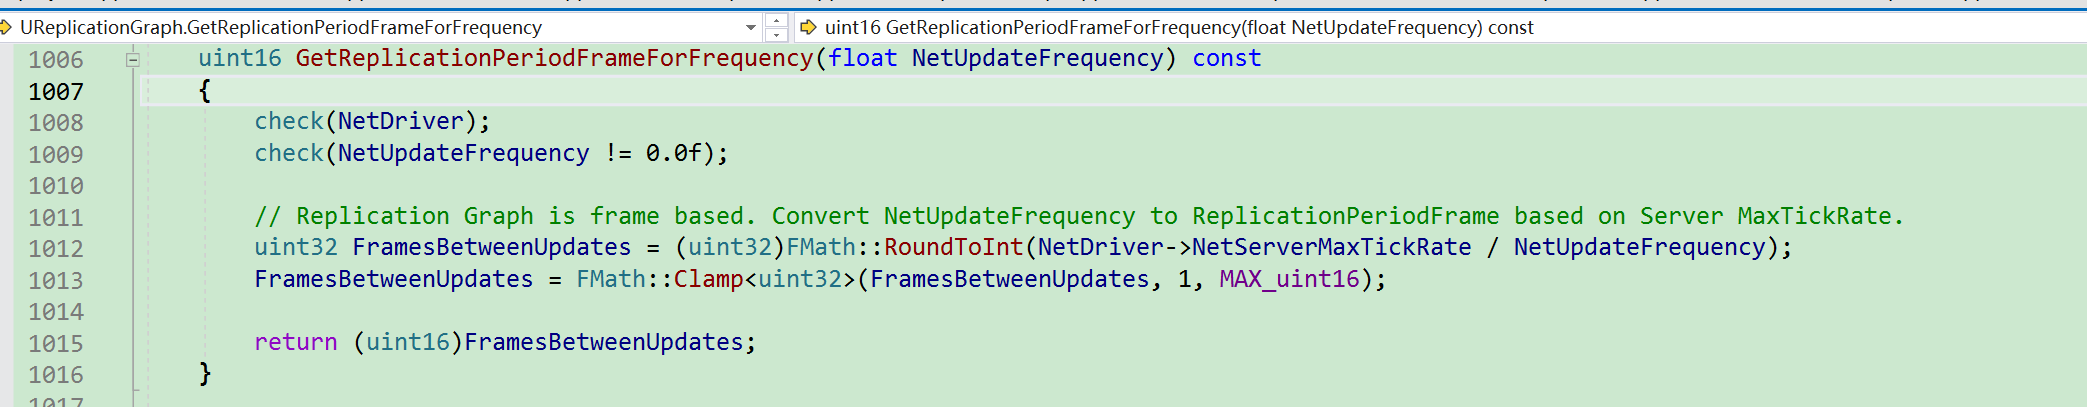 UReplicationGraph.GetReplicationPeriodFrameForFrequency uint16 GetReplicationPeriodFrameForFrequency(float NetUpdateFrequency) const
1006 uint16 GetReplicationPeriodFrameForFrequency(float NetUpdateFrequency) const
1007 {
1008 check(NetDriver);
1009 check(NetUpdateFrequency != 0.0f);
1010
1011 // Replication Graph is frame based. Convert NetUpdateFrequency to ReplicationPeriodFrame based on Server MaxTickRate.
1012 uint32 FramesBetweenUpdates = (uint32)FMath::RoundToInt(NetDriver->NetServerMaxTickRate / NetUpdateFrequency);
1013 FramesBetweenUpdates = FMath::Clamp<uint32>(FramesBetweenUpdates, 1, MAX_uint16);
1014
1015 return (uint16)FramesBetweenUpdates;
1016 }
1017